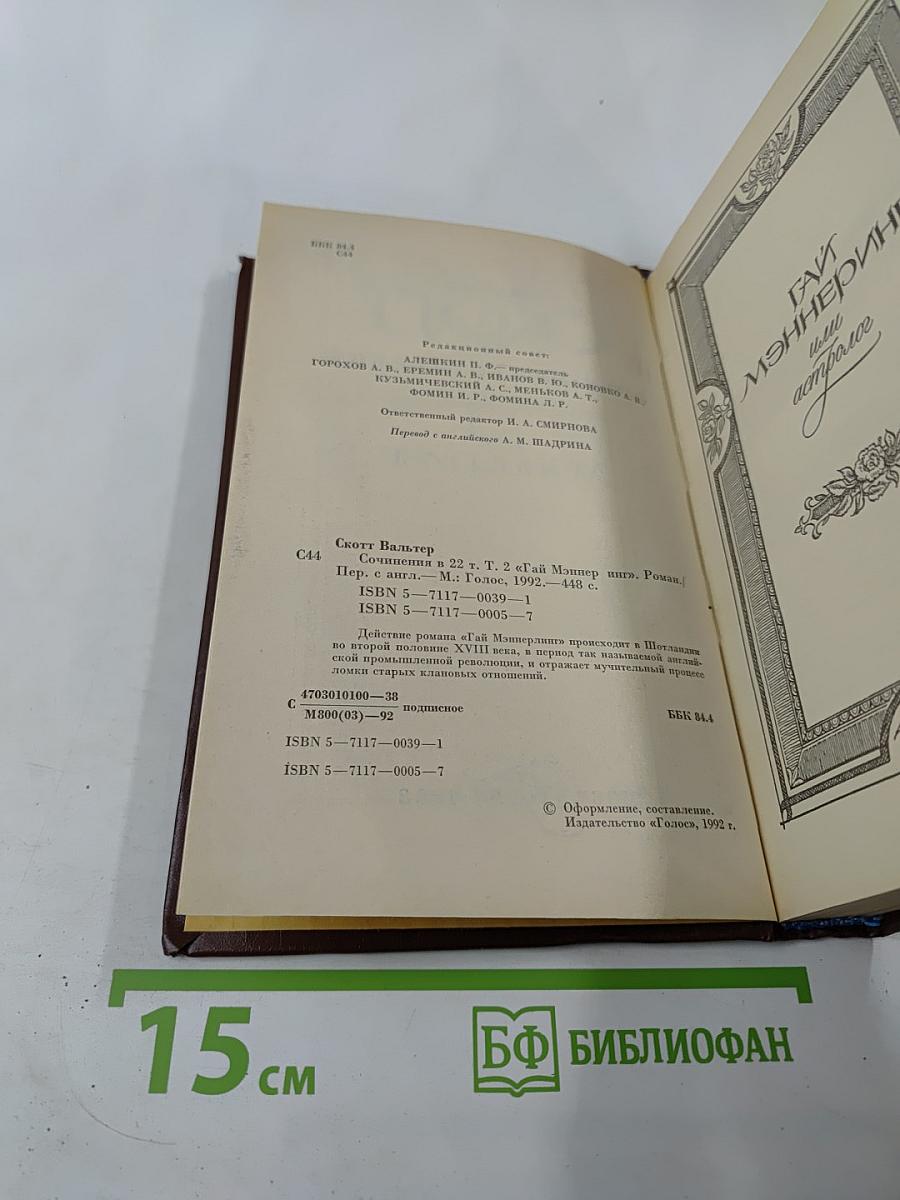 ББК 84.4
С44
Редакционный совет:
АЛЕШКИН П. Ф.— председатель
ГОРОХОВ А. В., ЕРЕМИН А. В., ИВАНОВ В. Ю., КОНОВКО А. В.,
КУЗЬМИЧЕВСКИЙ А. С., МЕНЬКОВ А. Т.,
ФОМИН И. Р., ФОМИНА Л. Р.
Ответственный редактор И. А. СМИРНОВА
Перевод с английского А. М. ШАДРИНА
Скотт Вальтер
С44 Сочинения в 22 т. Т. 2 «Гай Мэннер инг». Роман./
Пер. с англ.— М.: Голос, 1992.—448 с.
ISBN 5—7117—0039—1
ISBN 5—7117—0005—7
Действие романа «Гай Мэннерлинг» происходит в Шотландии
во второй половине XVIII века, в период так называемой англий-
ской промышленной революции, и отражает мучительный процесс
ломки старых клановых отношений.
С 4703010100—38
М800(03)—92 подписное
ББК 84.4
ISBN 5—7117—0039—1
ISBN 5—7117—0005—7
© Оформление, составление.
Издательство «Голос», 1992 г.
ГАЙ
МЭННЕРИНГ
или
астролог
15 см
БФ БИБЛИОФАН